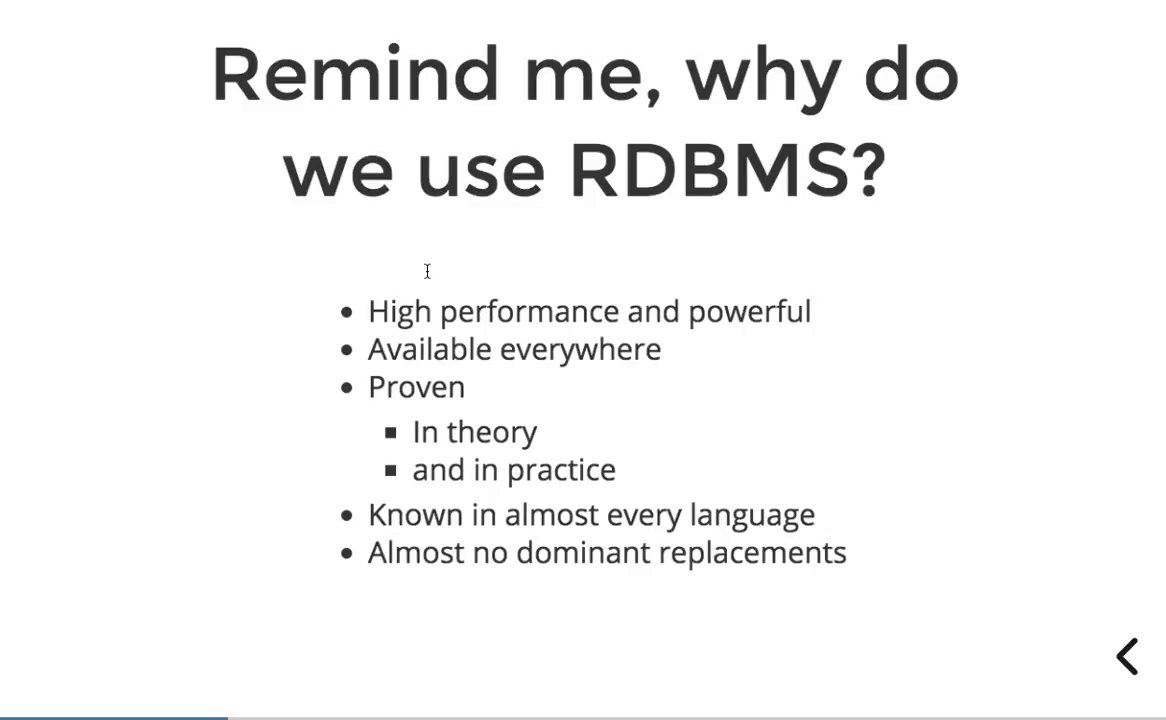 Remind me, why do
we use RDBMS?
High performance and powerful
Available everywhere
Proven
In theory
and in practice
Known in almost every language
Almost no dominant replacements